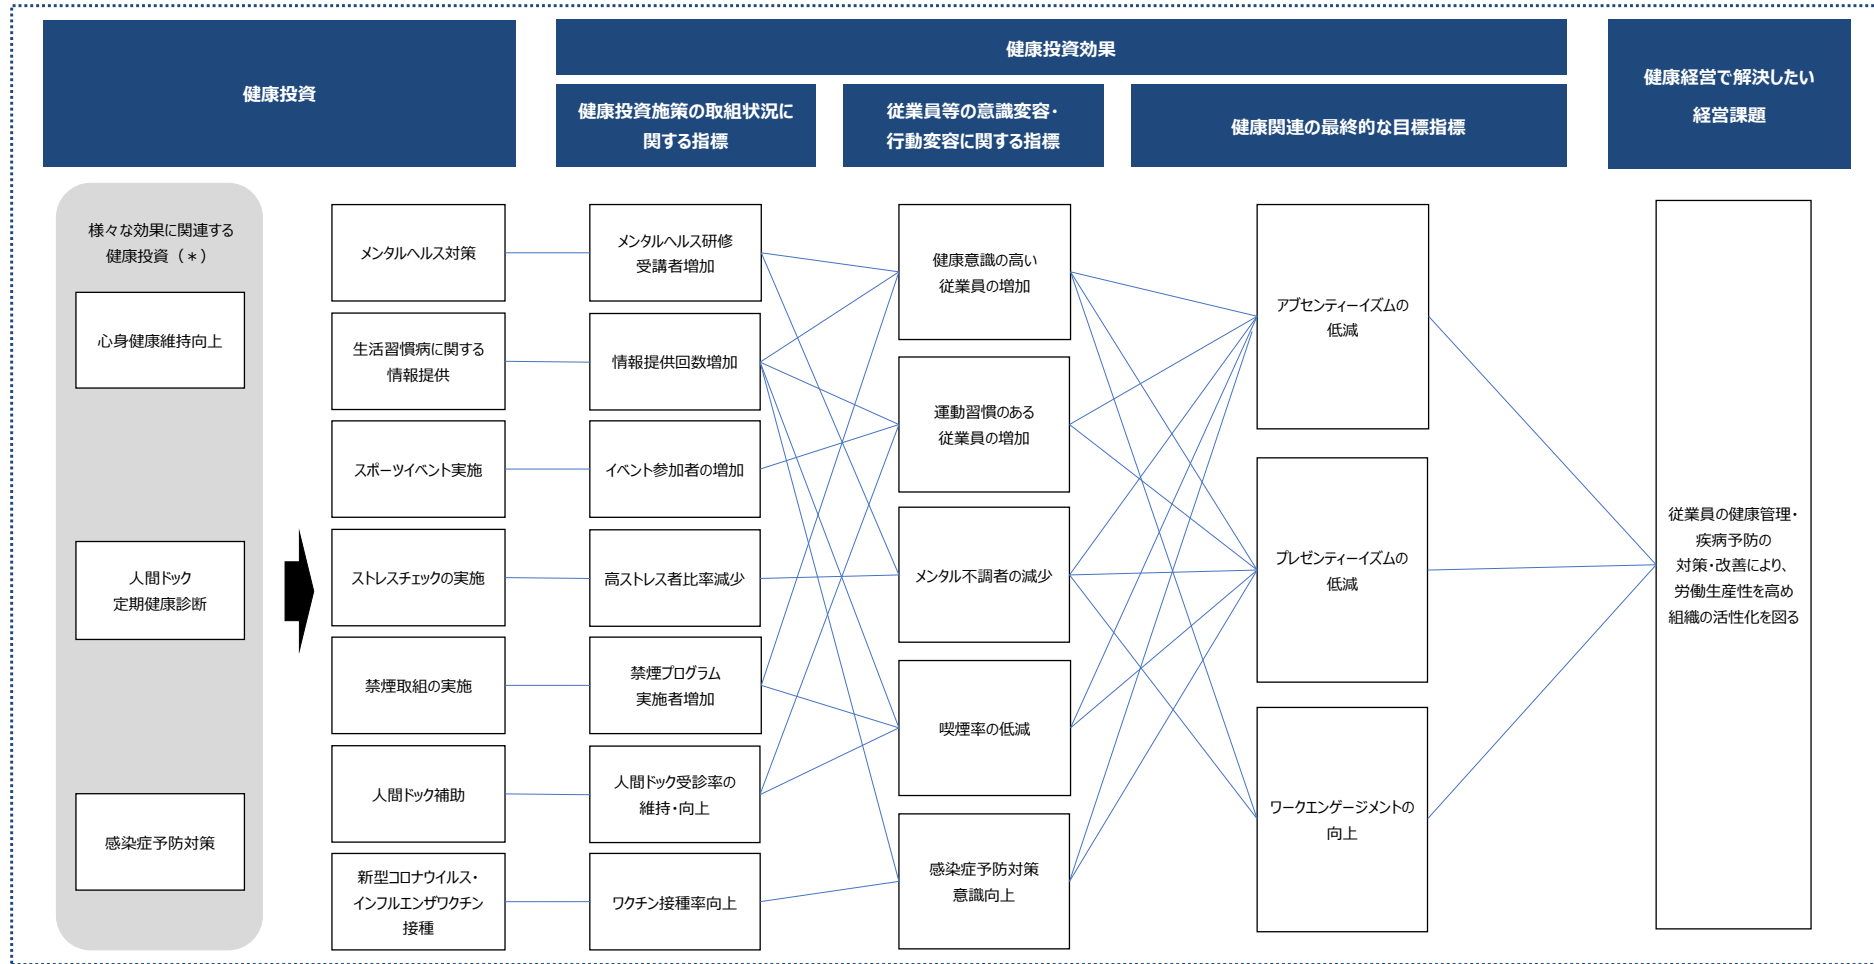 健康投資
健康投資効果
健康投資施策の取組状況に
関する指標
従業員等の意識変容・
行動変容に関する指標
健康関連の最終的な目標指標
健康経営で解決したい
経営課題
様々な効果に関連する
健康投資（＊）
心身健康維持向上
人間ドック
定期健康診断
感染症予防対策
メンタルヘルス対策
生活習慣病に関する
情報提供
スポーツイベント実施
ストレスチェックの実施
禁煙取組の実施
人間ドック補助
新型コロナウイルス・
インフルエンザワクチン
接種
メンタルヘルス研修
受講者増加
情報提供回数増加
イベント参加者の増加
高ストレス者比率減少
禁煙プログラム
実施者増加
人間ドック受診率の
維持・向上
ワクチン接種率向上
健康意識の高い
従業員の増加
運動習慣のある
従業員の増加
メンタル不調者の減少
喫煙率の低減
感染症予防対策
意識向上
アブセンティーイズムの
低減
プレゼンティーイズムの
低減
ワークエンゲージメントの
向上
従業員の健康管理・
疾病予防の
対策・改善により、
労働生産性を高め
組織の活性化を図る